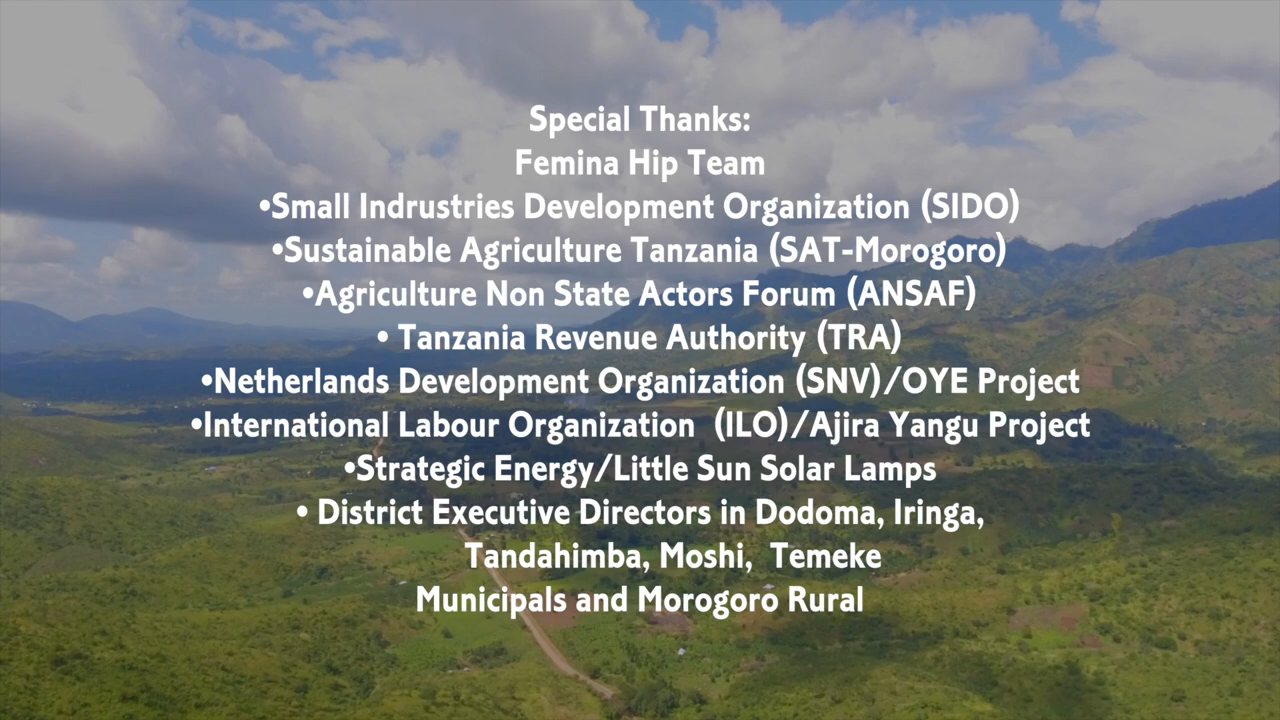 Special Thanks:
Femina Hip Team
•Small Indrustries Development Organization (SIDO)
•Sustainable Agriculture Tanzania (SAT-Morogoro)
•Agriculture Non State Actors Forum (ANSAF)
• Tanzania Revenue Authority (TRA)
•Netherlands Development Organization (SNV)/OYE Project
•International Labour Organization  (ILO)/Ajira Yangu Project
•Strategic Energy/Little Sun Solar Lamps
• District Executive Directors in Dodoma, Iringa,
Tandahimba, Moshi,  Temeke
Municipals and Morogoro Rural